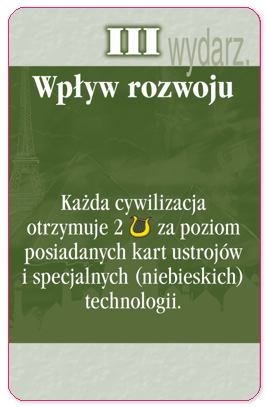 III
wydarz.
Wpływ rozwoju
Każda cywilizacja
otrzymuje 2 za poziom
posiadanych kart ustrojów
i specjalnych (niebieskich)
technologii.